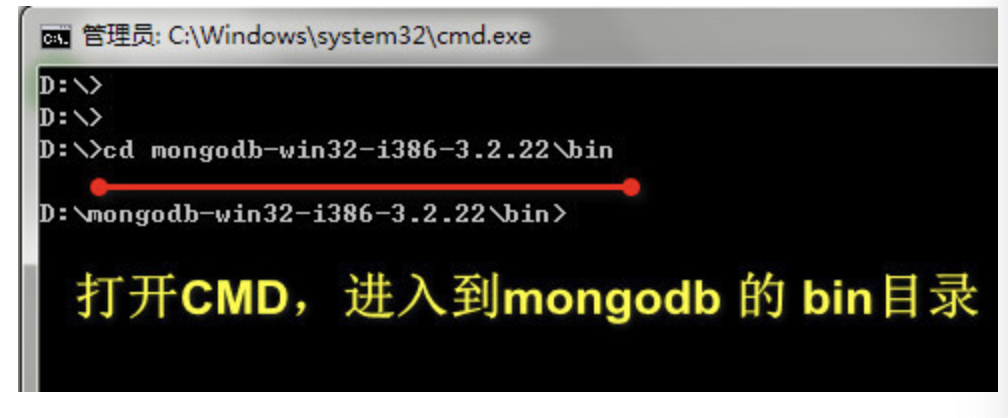 管理员: C:\Windows\system32\cmd.exe
D:\>
D:\>
D:\>cd mongodb-win32-i386-3.2.22\bin
D:\mongodb-win32-i386-3.2.22\bin>
打开CMD，进入到mongodb 的 bin目录